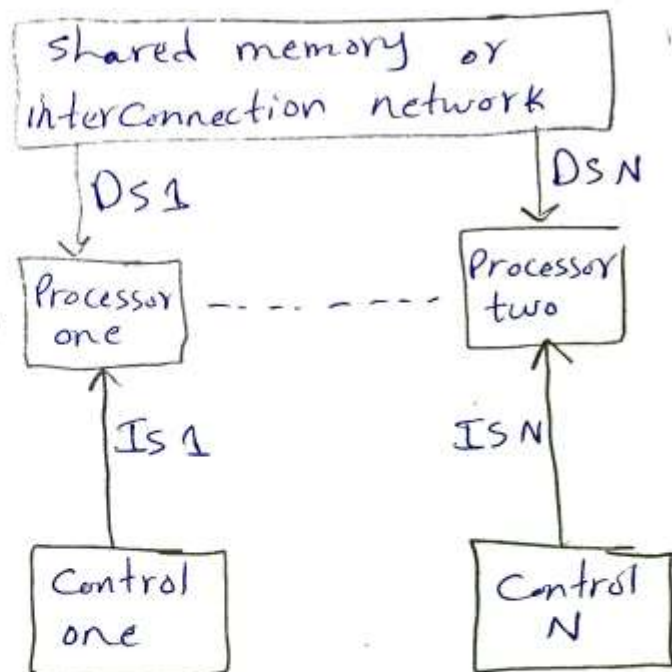 shared memory or
interConnection network
DS 1
DS N
Processor
one
Processor
two
IS 1
IS N
Control
one
Control
N